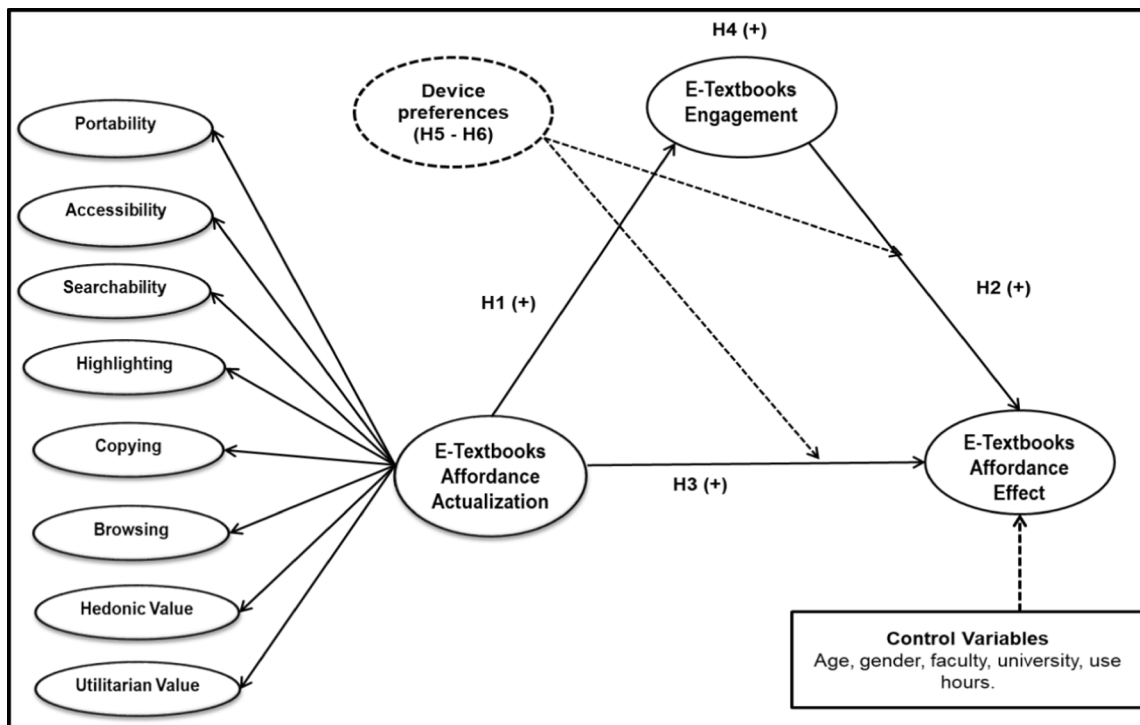 H4 (+)
Device
preferences
(H5 - H6)
E-Textbooks
Engagement
Portability
Accessibility
Searchability
Highlighting
Copying
Browsing
Hedonic Value
Utilitarian Value
H1 (+)
H2 (+)
E-Textbooks
Affordance
Actualization
H3 (+)
E-Textbooks
Affordance
Effect
Control Variables
Age, gender, faculty, university, use
hours.